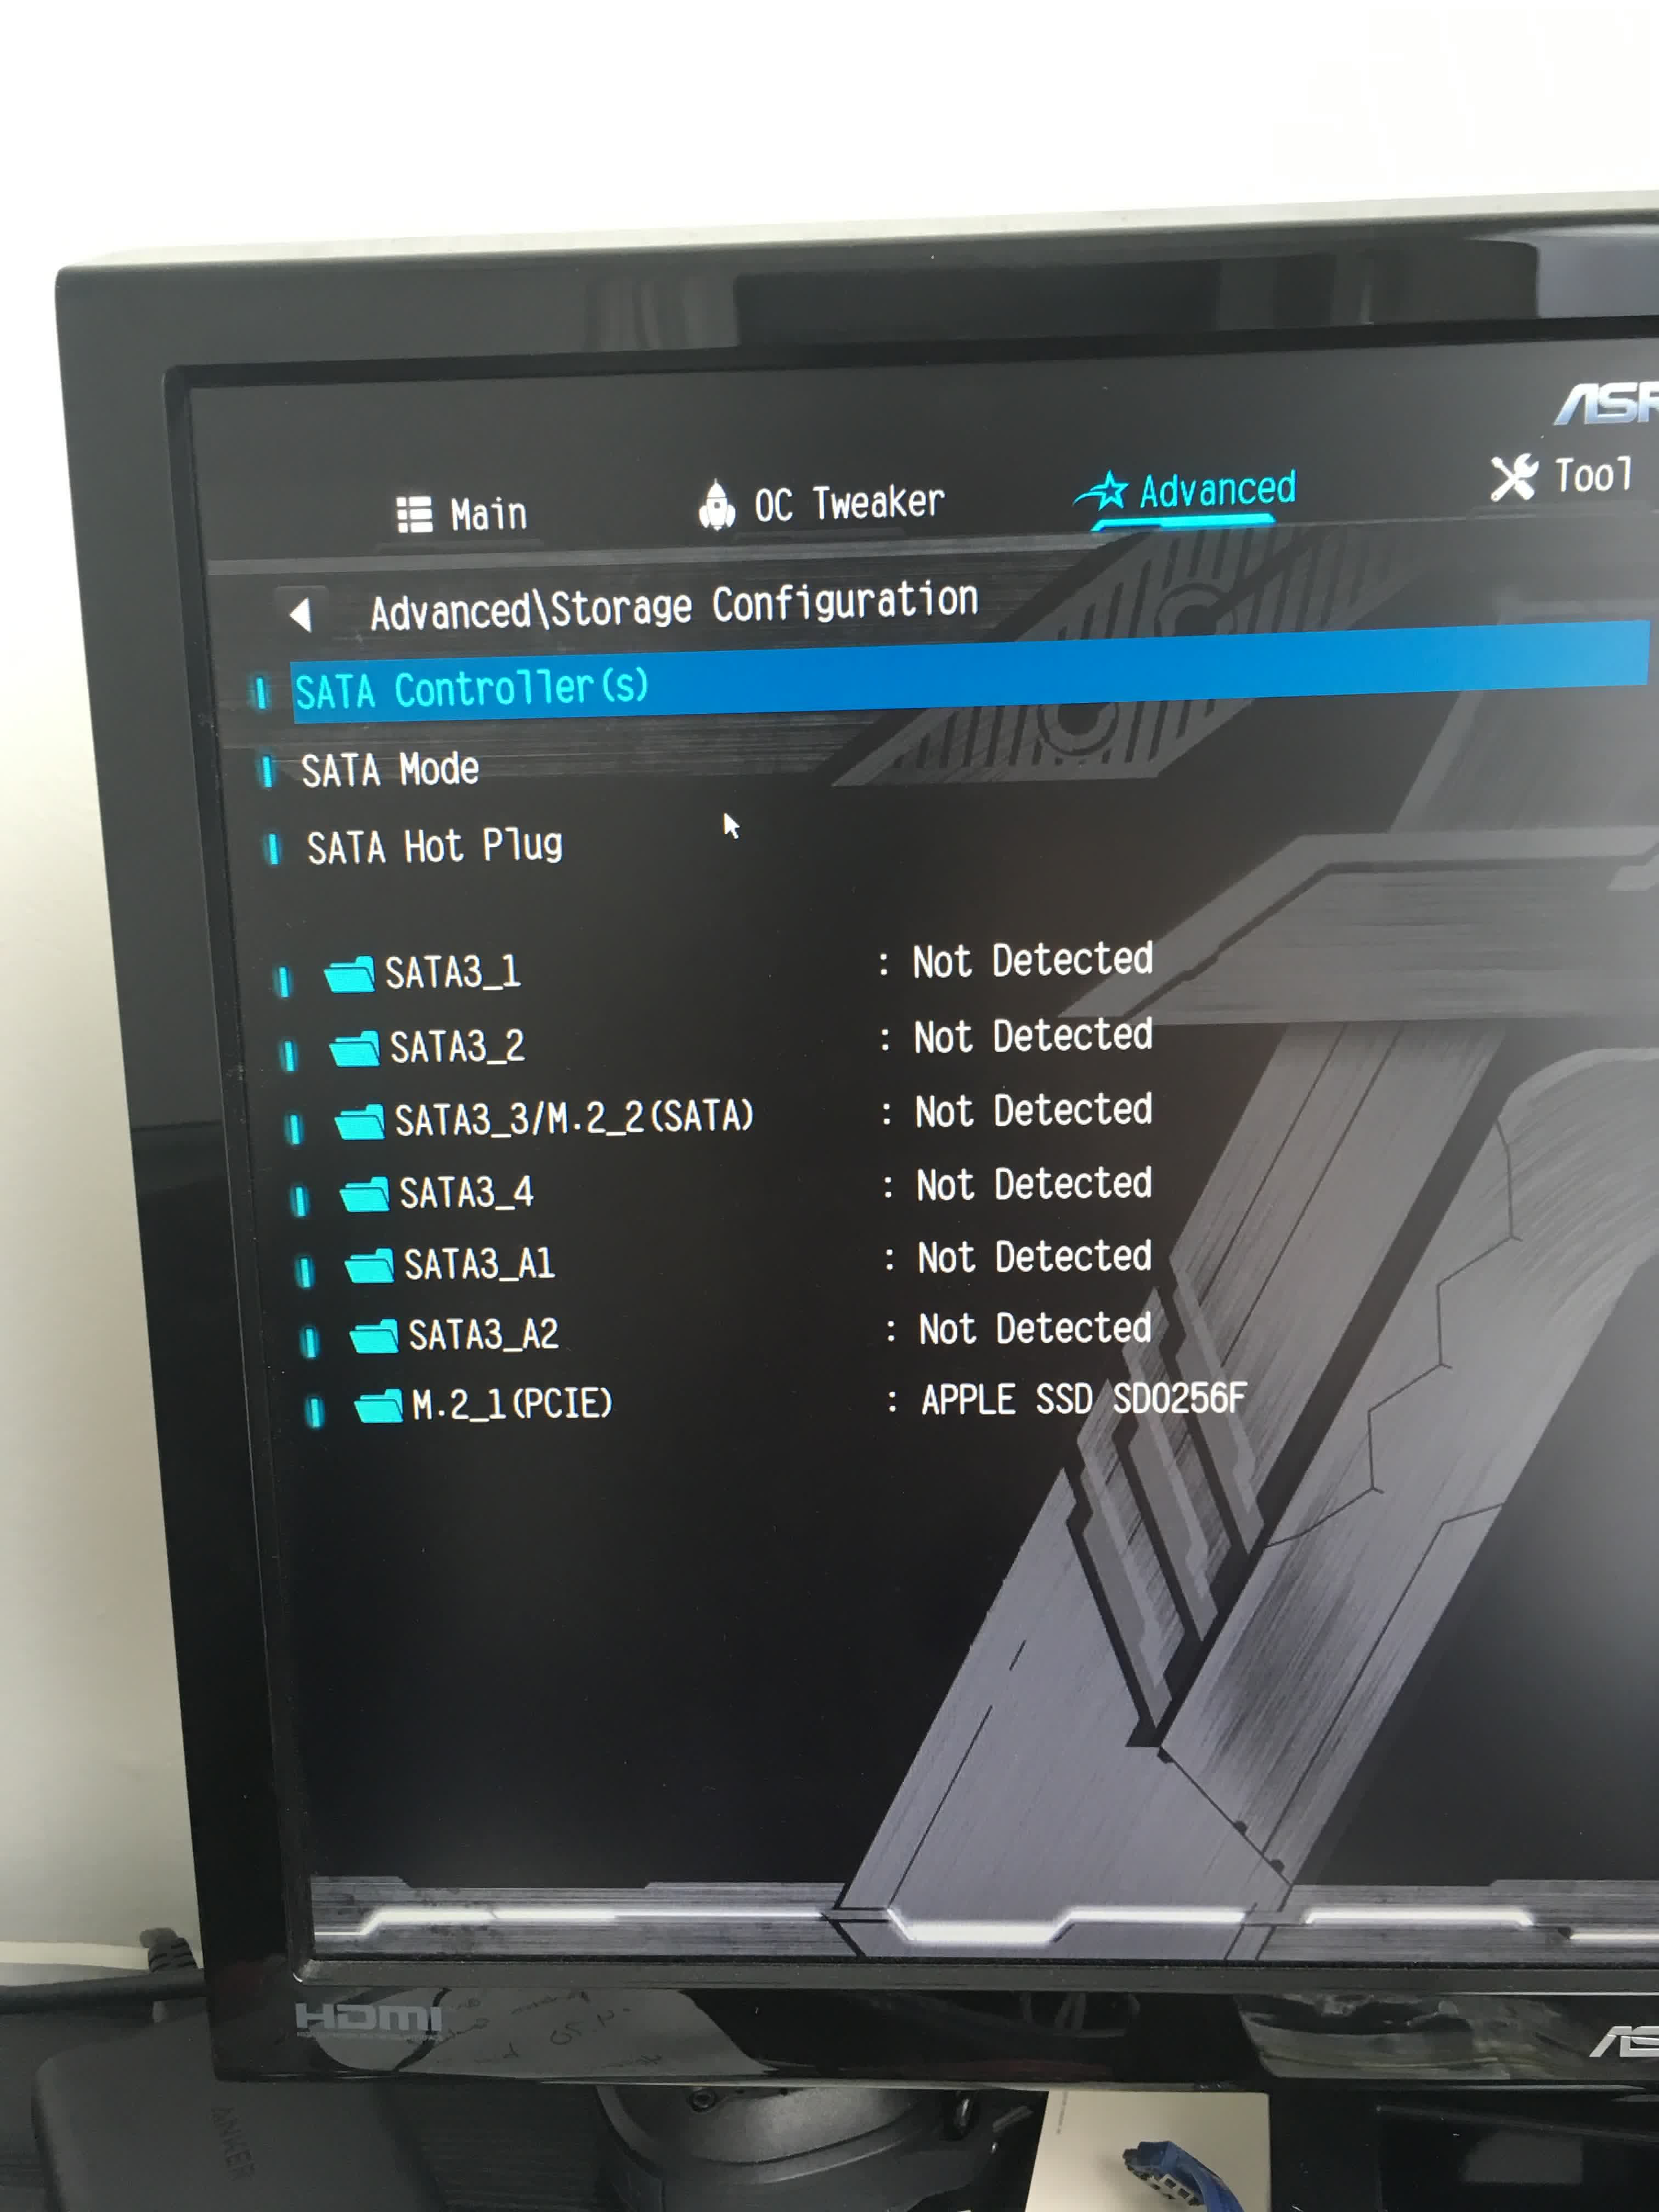 Main
OC Tweaker
Advanced
Tool
Advanced\Storage Configuration
SATA Controller(s)
SATA Mode
SATA Hot Plug
SATA3_1 : Not Detected
SATA3_2 : Not Detected
SATA3_3/M.2_2(SATA) : Not Detected
SATA3_4 : Not Detected
SATA3_A1 : Not Detected
SATA3_A2 : Not Detected
M.2_1(PCIE) : APPLE SSD SD0256F
HDMI
ANKER